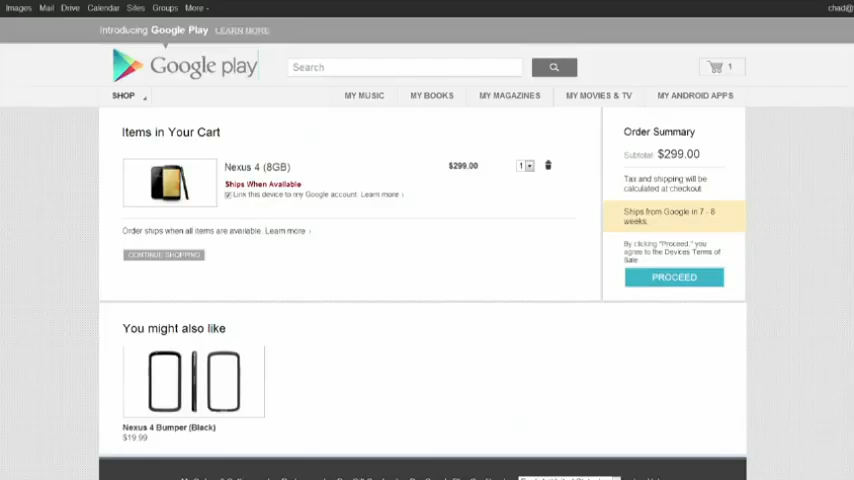 Images Mail Drive Calendar Sites Groups More
chad@
Introducing Google Play LEARN MORE
Google play
Search
1
SHOP
MY MUSIC
MY BOOKS
MY MAGAZINES
MY MOVIES & TV
MY ANDROID APPS
Items in Your Cart
Nexus 4 (8GB)
$299.00
1
Ships When Available
Link this device to my Google account. Learn more ›
Order ships when all items are available. Learn more ›
CONTINUE SHOPPING
Order Summary
Subtotal: $299.00
Tax and shipping will be
calculated at checkout
Ships from Google in 7 - 8
weeks.
By clicking "Proceed," you
agree to the Devices Terms of
Sale
PROCEED
You might also like
Nexus 4 Bumper (Black)
$19.99